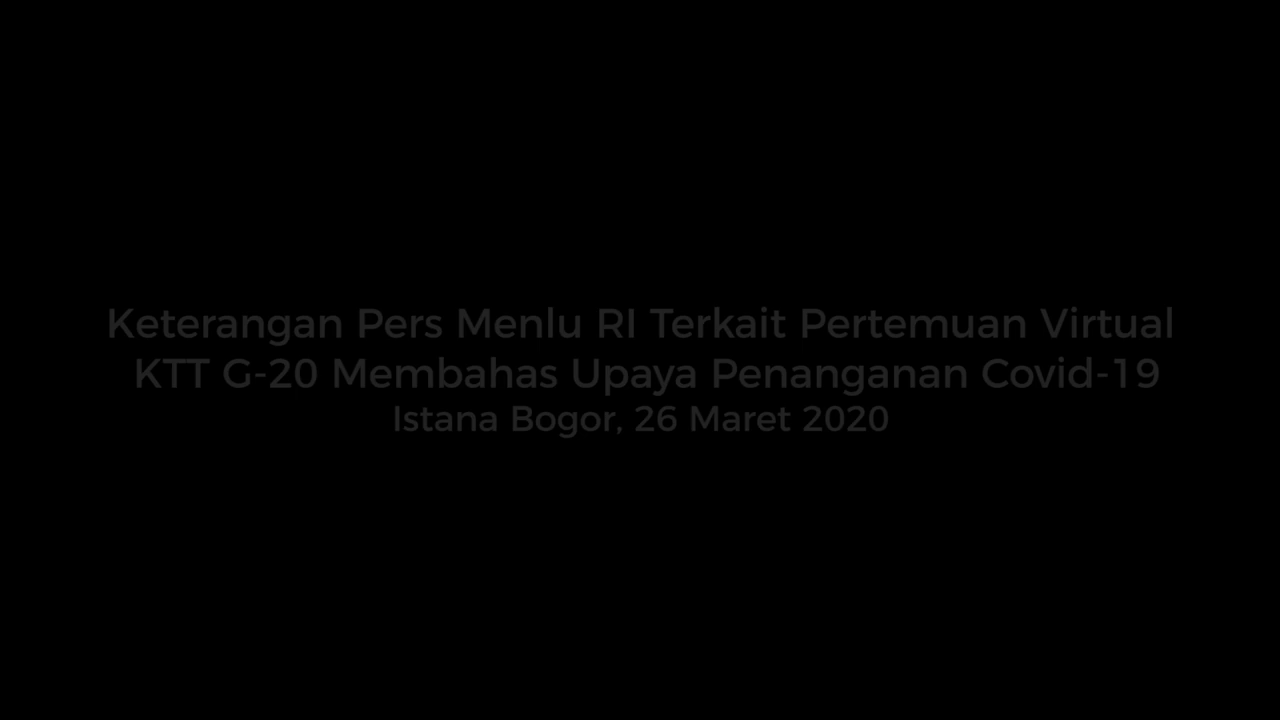 Keterangan Pers Menlu RI Terkait Pertemuan Virtual
KTT G-20 Membahas Upaya Penanganan Covid-19
Istana Bogor, 26 Maret 2020